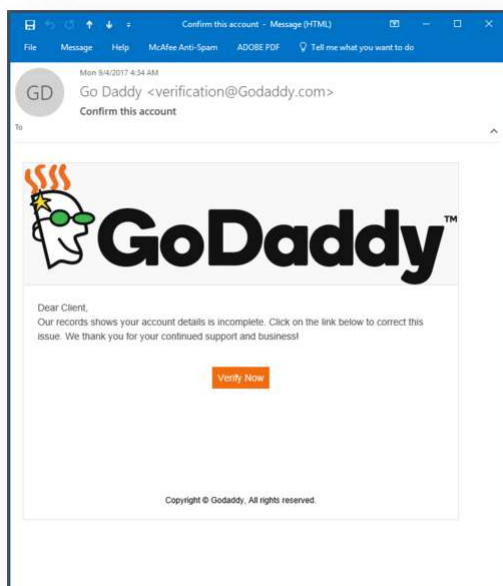 Confirm this account - Message (HTML)
File Message Help McAfee Anti-Spam ADOBE PDF Tell me what you want to do
Mon 9/4/2017 4:34 AM
GD
Go Daddy <verification@Godaddy.com>
Confirm this account
To
GoDaddy™
Dear Client,
Our records shows your account details is incomplete. Click on the link below to correct this
issue. We thank you for your continued support and business!
Verify Now
Copyright © Godaddy, All rights reserved.